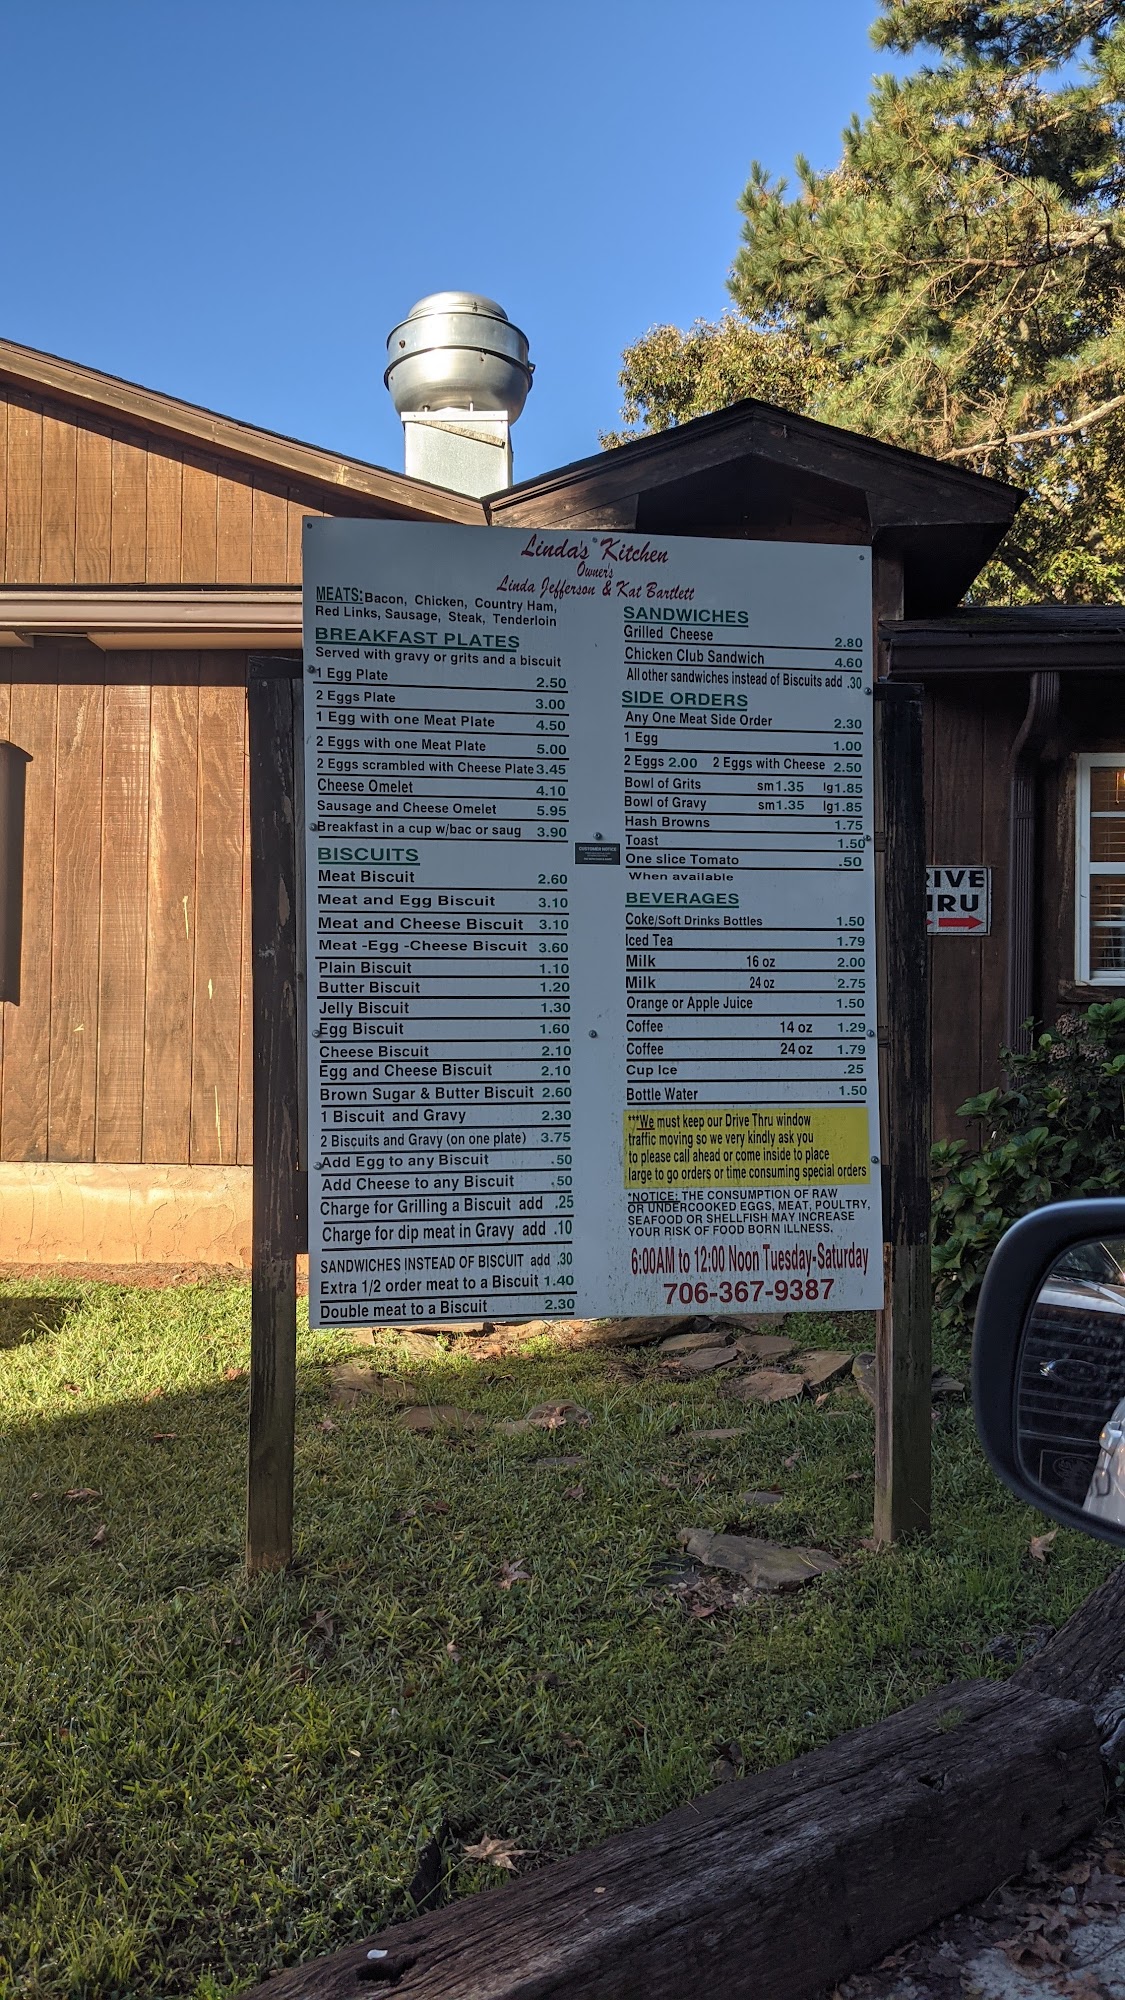 Linda's Kitchen
Owner's
Linda Jefferson & Kat Bartlett
MEATS: Bacon, Chicken, Country Ham,
Red Links, Sausage, Steak, Tenderloin
BREAKFAST PLATES
Served with gravy or grits and a biscuit
1 Egg Plate 2.50
2 Eggs Plate 3.00
1 Egg with one Meat Plate 4.50
2 Eggs with one Meat Plate 5.00
2 Eggs scrambled with Cheese Plate 3.45
Cheese Omelet 4.10
Sausage and Cheese Omelet 5.95
Breakfast in a cup w/bac or saug 3.90
BISCUITS
Meat Biscuit 2.60
Meat and Egg Biscuit 3.10
Meat and Cheese Biscuit 3.10
Meat -Egg -Cheese Biscuit 3.60
Plain Biscuit 1.10
Butter Biscuit 1.20
Jelly Biscuit 1.30
Egg Biscuit 1.60
Cheese Biscuit 2.10
Egg and Cheese Biscuit 2.10
Brown Sugar & Butter Biscuit 2.60
1 Biscuit and Gravy 2.30
2 Biscuits and Gravy (on one plate) 3.75
Add Egg to any Biscuit .50
Add Cheese to any Biscuit .50
Charge for Grilling a Biscuit add .25
Charge for dip meat in Gravy add .10
SANDWICHES INSTEAD OF BISCUIT add .30
Extra 1/2 order meat to a Biscuit 1.40
Double meat to a Biscuit 2.30
CUSTOMER NOTICE
SANDWICHES
Grilled Cheese 2.80
Chicken Club Sandwich 4.60
All other sandwiches instead of Biscuits add .30
SIDE ORDERS
Any One Meat Side Order 2.30
1 Egg 1.00
2 Eggs 2.00 2 Eggs with Cheese 2.50
Bowl of Grits sm 1.35 lg 1.85
Bowl of Gravy sm 1.35 lg 1.85
Hash Browns 1.75
Toast 1.50
One slice Tomato .50
When available
BEVERAGES
Coke/Soft Drinks Bottles 1.50
Iced Tea 1.79
Milk 16 oz 2.00
Milk 24 oz 2.75
Orange or Apple Juice 1.50
Coffee 14 oz 1.29
Coffee 24 oz 1.79
Cup Ice .25
Bottle Water 1.50
***We must keep our Drive Thru window
traffic moving so we very kindly ask you
to please call ahead or come inside to place
large to go orders or time consuming special orders
*NOTICE: THE CONSUMPTION OF RAW
OR UNDERCOOKED EGGS, MEAT, POULTRY,
SEAFOOD OR SHELLFISH MAY INCREASE
YOUR RISK OF FOOD BORN ILLNESS.
6:00AM to 12:00 Noon Tuesday-Saturday
706-367-9387
RIVE
HRU